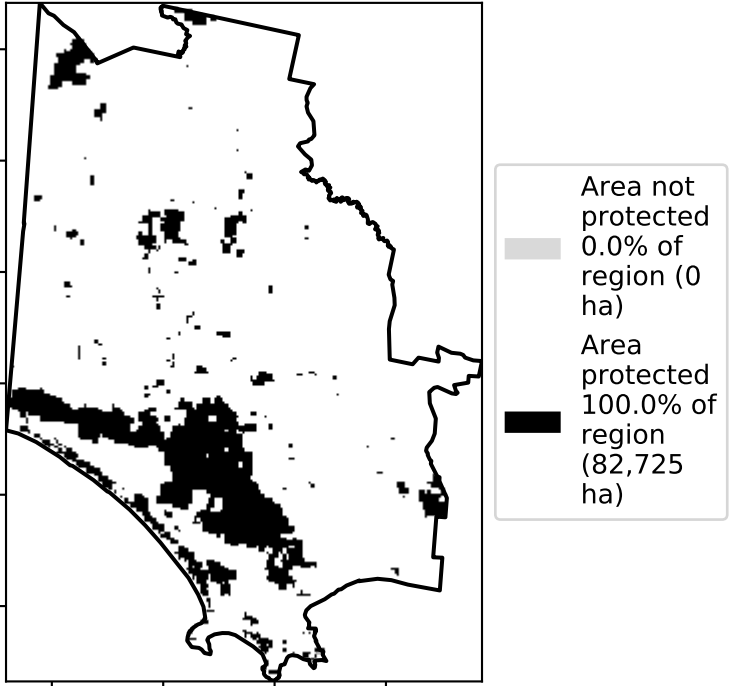 Area not
protected
0.0% of
region (0
ha)
Area
protected
100.0% of
region
(82,725
ha)